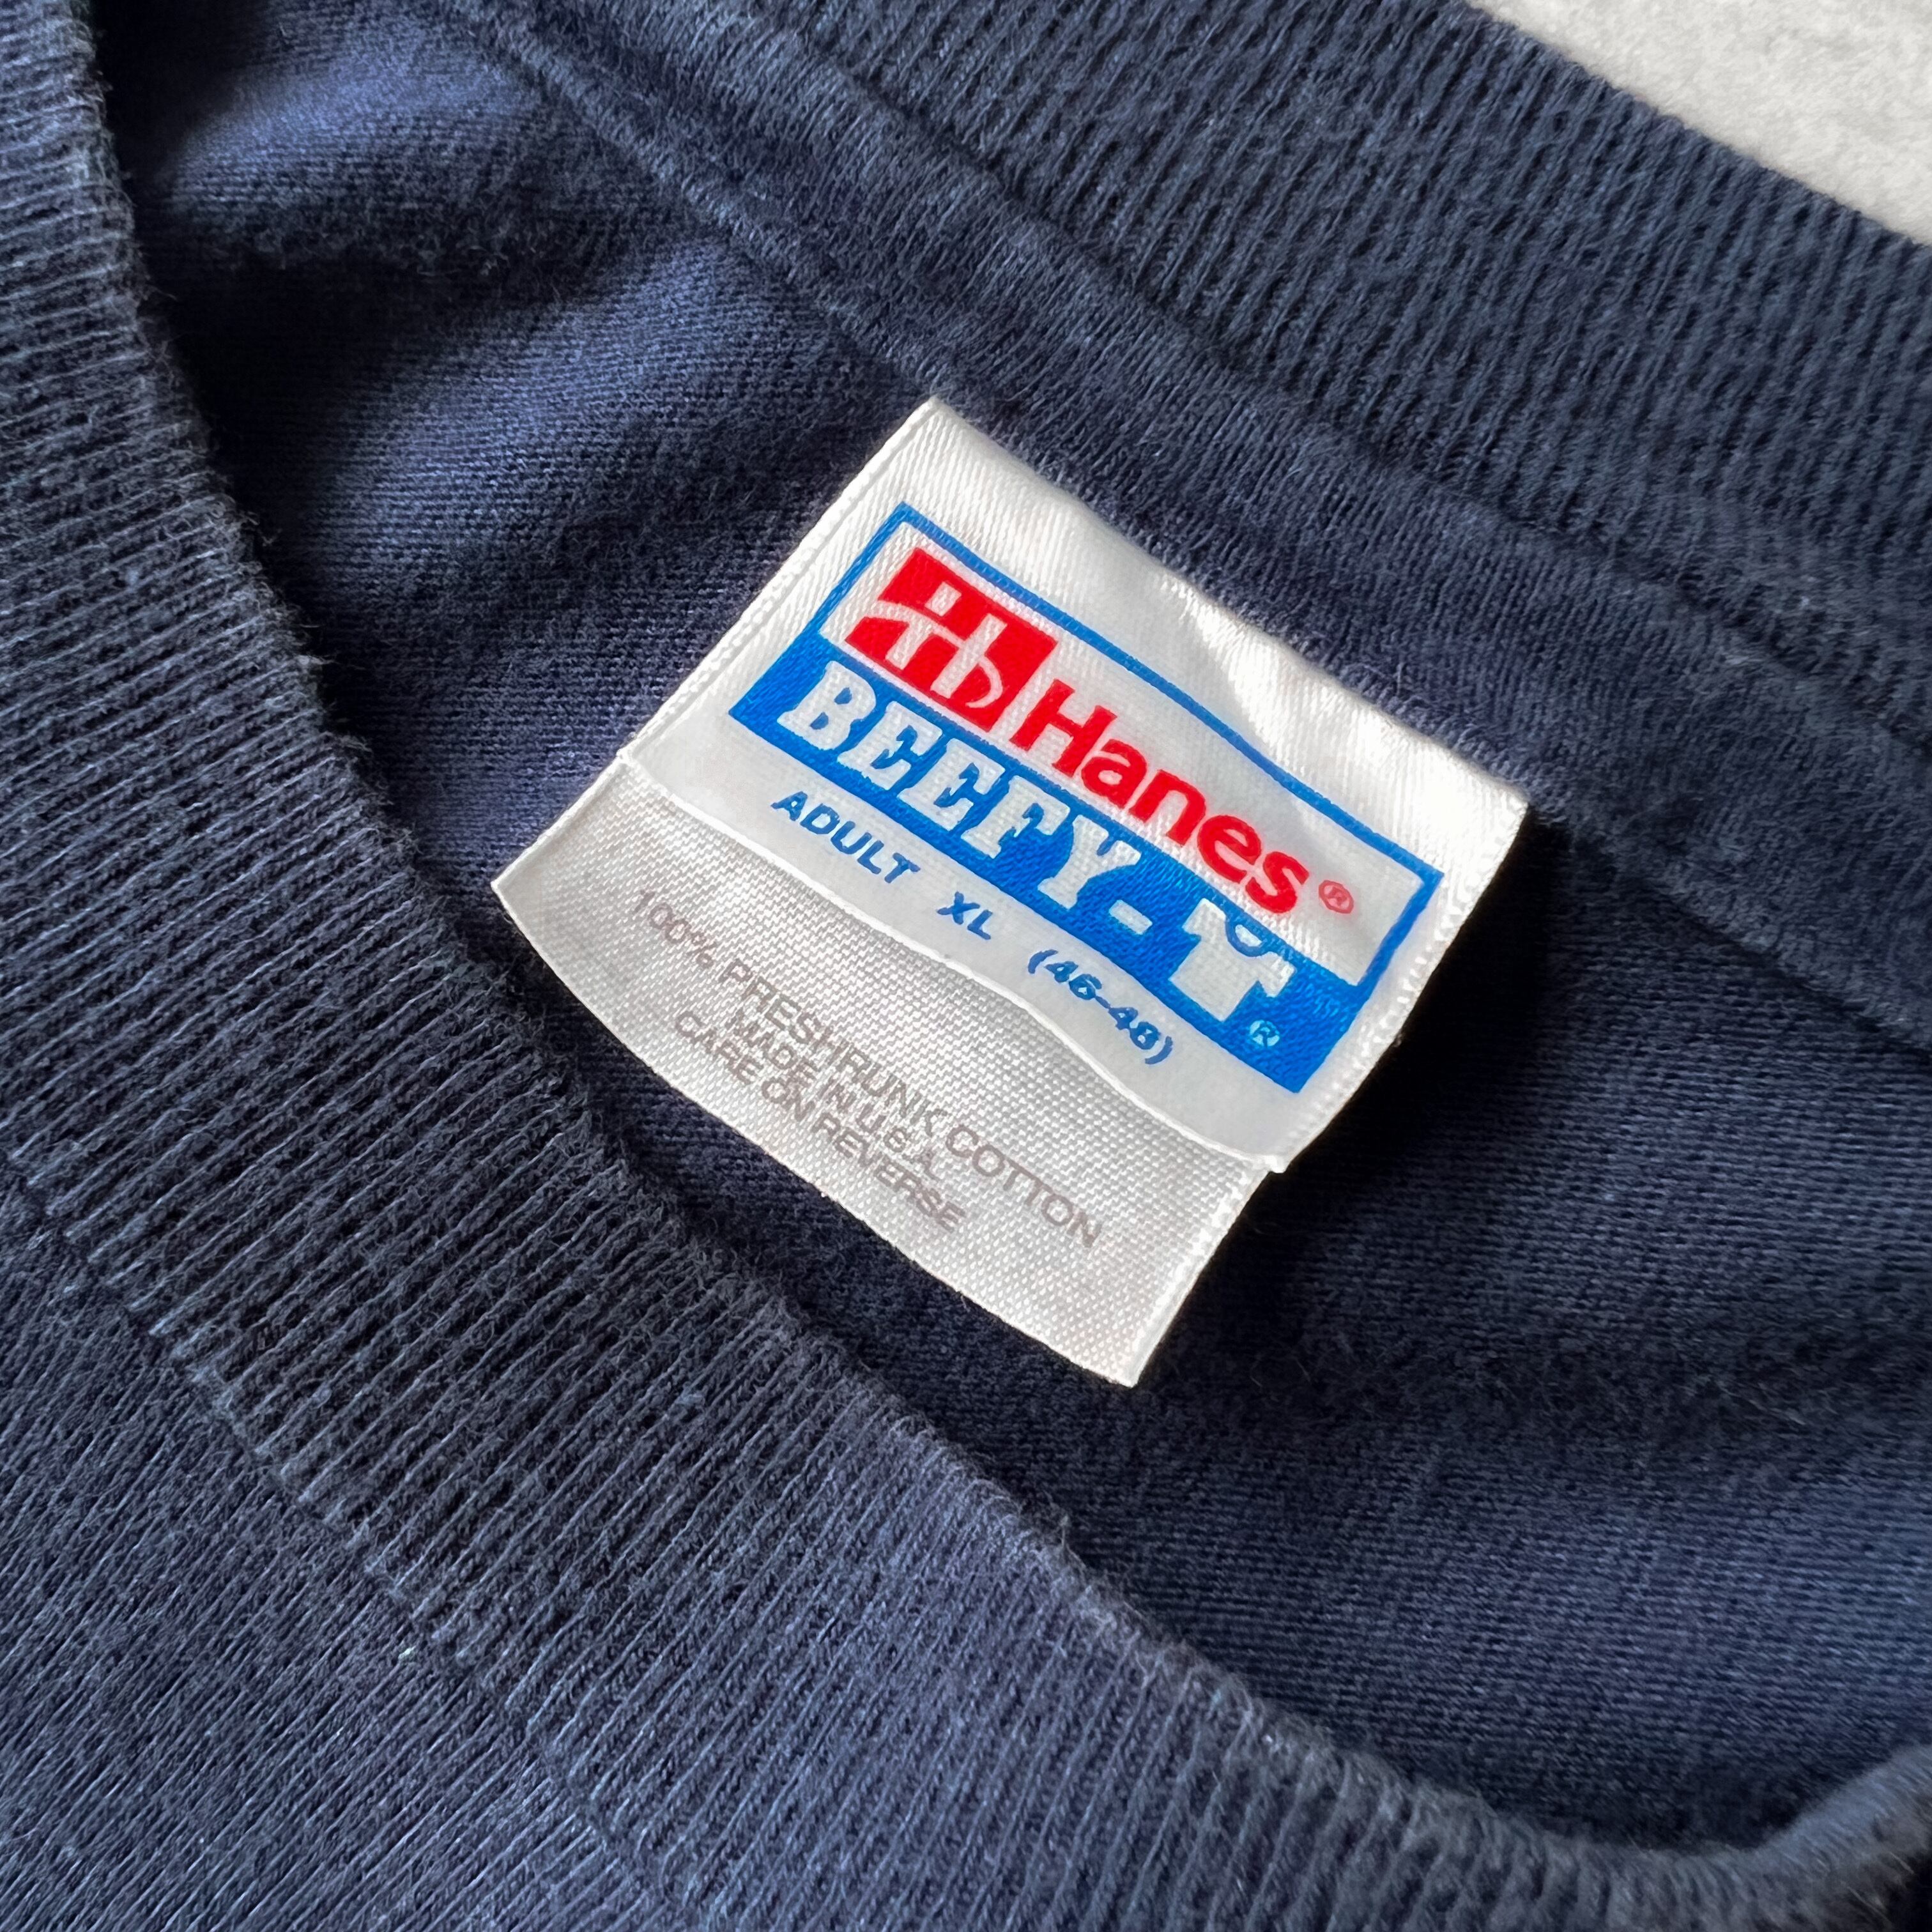 Hanes®
BEEFY-T®
ADULT XL (46-48)
100% PRESHRUNK COTTON
MADE IN U.S.A.
CARE ON REVERSE